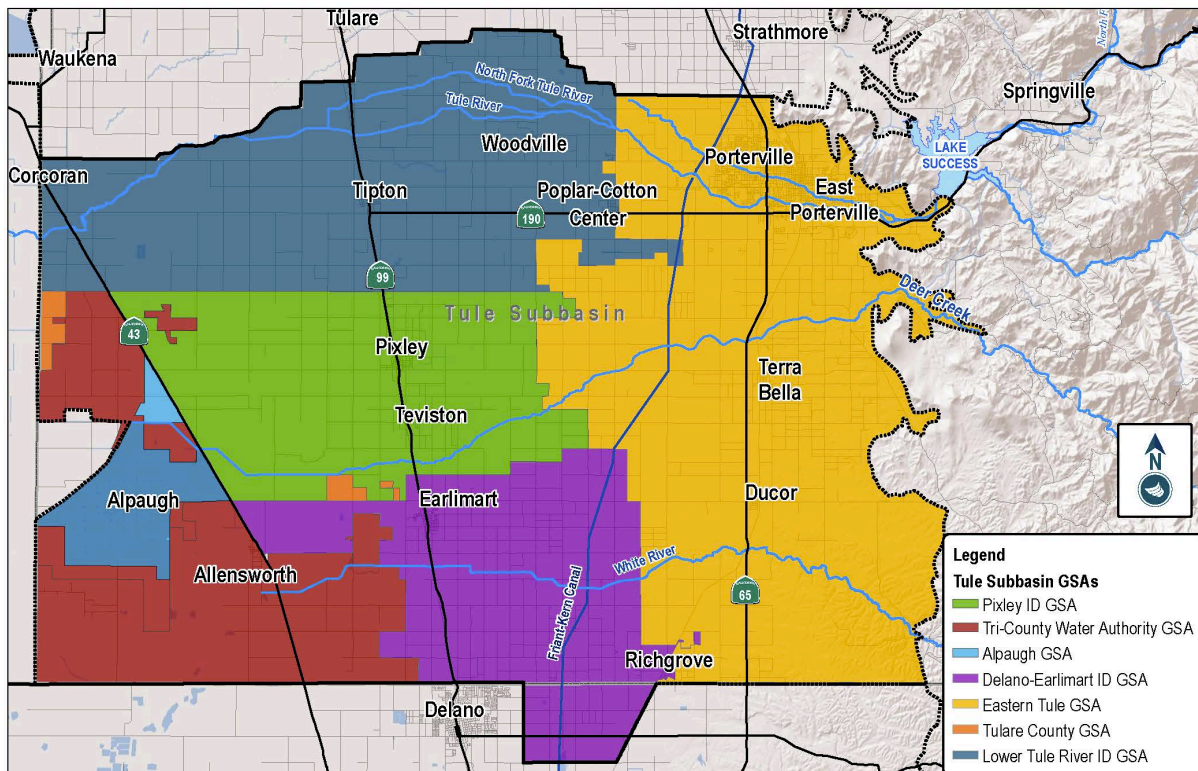 Tulare
Strathmore
North F
Waukena
North Fork Tule River
Springville
Tule River
Woodville
Porterville
LAKE
SUCCESS
Corcoran
Tipton
Poplar-Cotton
Center
East
Porterville
190
99
Deer Creek
Tule Subbasin
43
Pixley
Terra
Bella
Teviston
N
Alpaugh
Earlimart
Ducor
White River
Allensworth
65
Friant-Kern Canal
Richgrove
Delano
Legend
Tule Subbasin GSAs
Pixley ID GSA
Tri-County Water Authority GSA
Alpaugh GSA
Delano-Earlimart ID GSA
Eastern Tule GSA
Tulare County GSA
Lower Tule River ID GSA